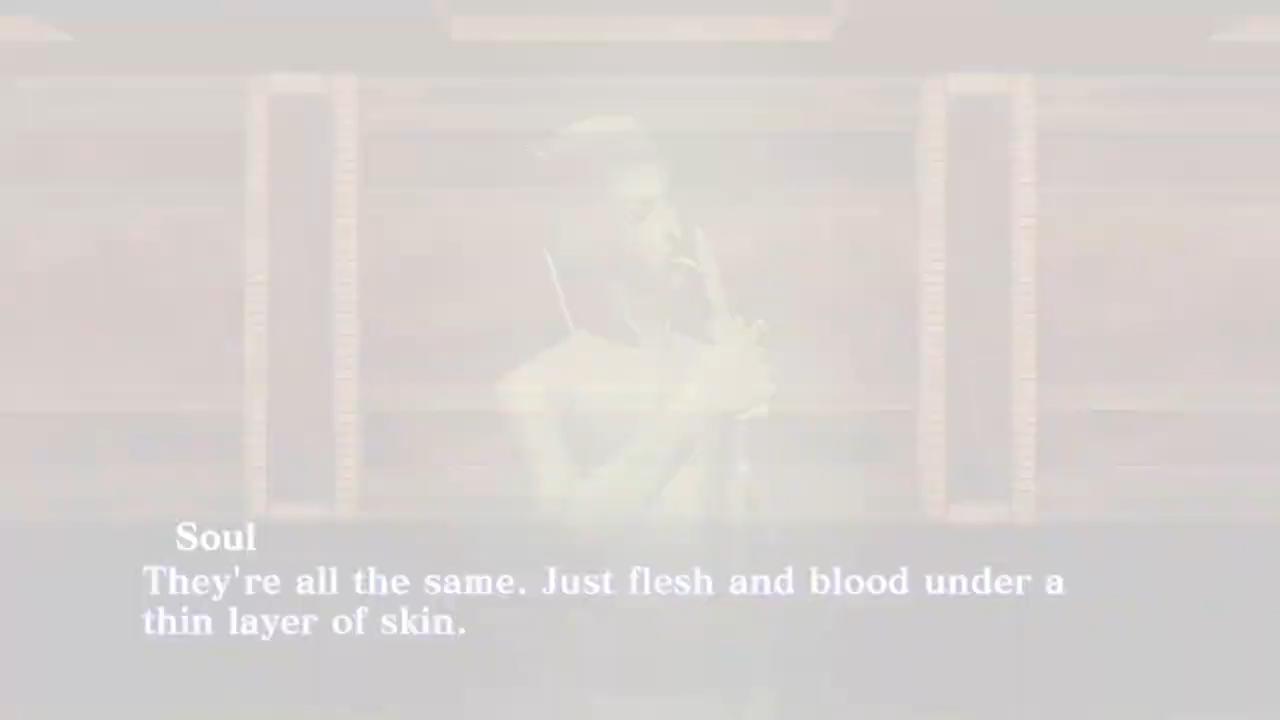 Soul
They're all the same. Just flesh and blood under a
thin layer of skin.